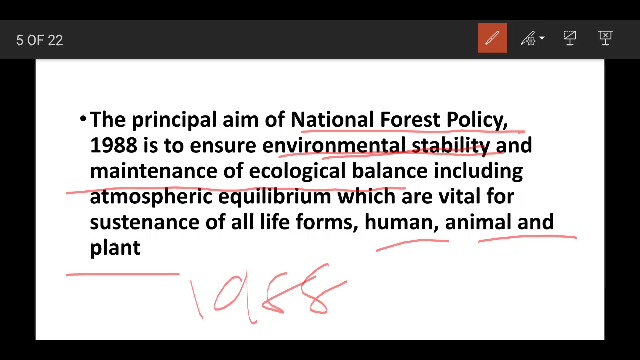 5 OF 22
• The principal aim of National Forest Policy,
1988 is to ensure environmental stability and
maintenance of ecological balance including
atmospheric equilibrium which are vital for
sustenance of all life forms, human, animal and
plant
1988